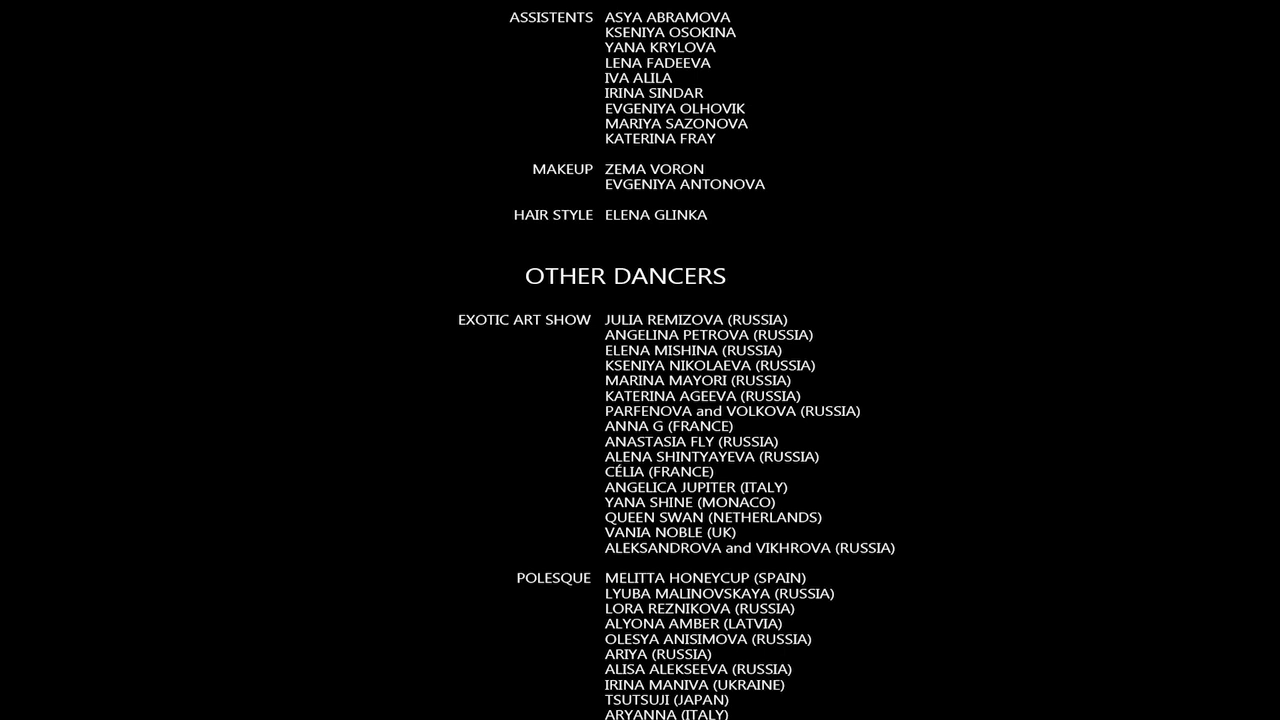 ASSISTENTS ASYA ABRAMOVA
KSENIYA OSOKINA
YANA KRYLOVA
LENA FADEEVA
IVA ALILA
IRINA SINDAR
EVGENIYA OLHOVIK
MARIYA SAZONOVA
KATERINA FRAY
MAKEUP ZEMA VORON
EVGENIYA ANTONOVA
HAIR STYLE ELENA GLINKA
OTHER DANCERS
EXOTIC ART SHOW JULIA REMIZOVA (RUSSIA)
ANGELINA PETROVA (RUSSIA)
ELENA MISHINA (RUSSIA)
KSENIYA NIKOLAEVA (RUSSIA)
MARINA MAYORI (RUSSIA)
KATERINA AGEEVA (RUSSIA)
PARFENOVA and VOLKOVA (RUSSIA)
ANNA G (FRANCE)
ANASTASIA FLY (RUSSIA)
ALENA SHINTYAYEVA (RUSSIA)
CÉLIA (FRANCE)
ANGELICA JUPITER (ITALY)
YANA SHINE (MONACO)
QUEEN SWAN (NETHERLANDS)
VANIA NOBLE (UK)
ALEKSANDROVA and VIKHROVA (RUSSIA)
POLESQUE MELITTA HONEYCUP (SPAIN)
LYUBA MALINOVSKAYA (RUSSIA)
LORA REZNIKOVA (RUSSIA)
ALYONA AMBER (LATVIA)
OLESYA ANISIMOVA (RUSSIA)
ARIYA (RUSSIA)
ALISA ALEKSEEVA (RUSSIA)
IRINA MANIVA (UKRAINE)
TSUTSUJI (JAPAN)
ARYANNA (ITALY)